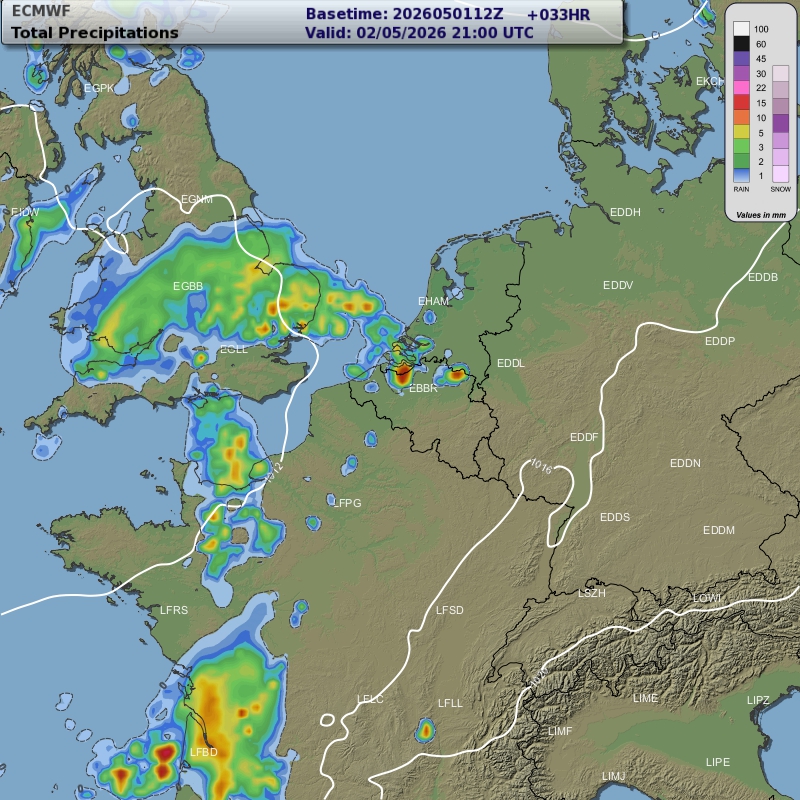 ECMWF
Basetime: 2026050112Z +033HR
Total Precipitations
Valid: 02/05/2026 21:00 UTC
100
60
45
30
22
15
10
5
3
2
1
RAIN
SNOW
Values in mm
EGPK
EKCH
EIDW
EGNM
EDDH
EGBB
EDDV
EDDB
EHAM
EDDP
EGLL
EDDL
EBBR
EDDF
EDDN
1016
1012
LFPG
EDDS
EDDM
LFRS
LFSD
LSZH
LOWI
1020
LFLC
LFLL
LIME
LIPZ
LIMF
LFBD
LIPE
LIMJ